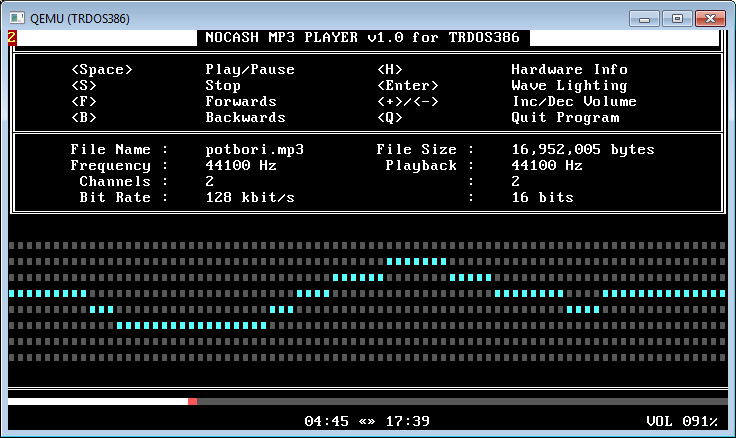 QEMU (TRDOS386)
2 NOCASH MP3 PLAYER v1.0 for TRDOS386
<Space> Play/Pause <H> Hardware Info
<S> Stop <Enter> Wave Lighting
<F> Forwards <+>/<-> Inc/Dec Volume
<B> Backwards <Q> Quit Program
File Name : potbori.mp3 File Size : 16,952,005 bytes
Frequency : 44100 Hz Playback : 44100 Hz
Channels : 2 : 2
Bit Rate : 128 kbit/s : 16 bits
04:45 «» 17:39 VOL 091%